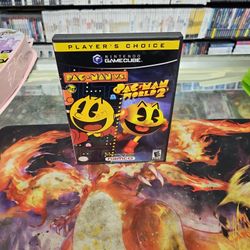 PLAYER'S CHOICE
NINTENDO
GAMECUBE
PAC-MAN VS.
PAC-MAN
WORLD 2
namco